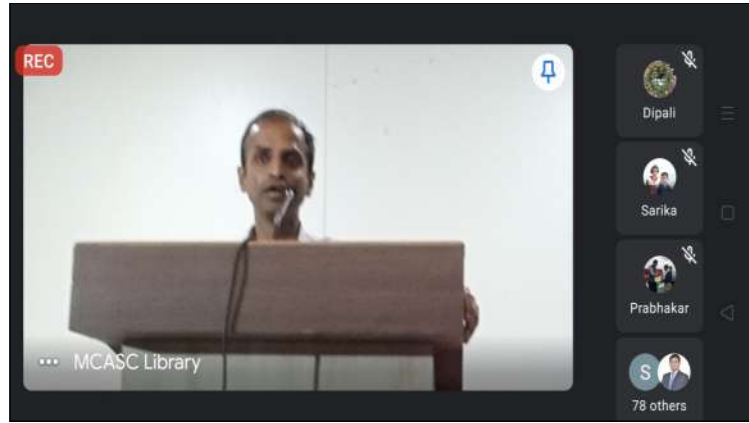 REC
MCASC Library
Dipali
Sarika
Prabhakar
S
78 others